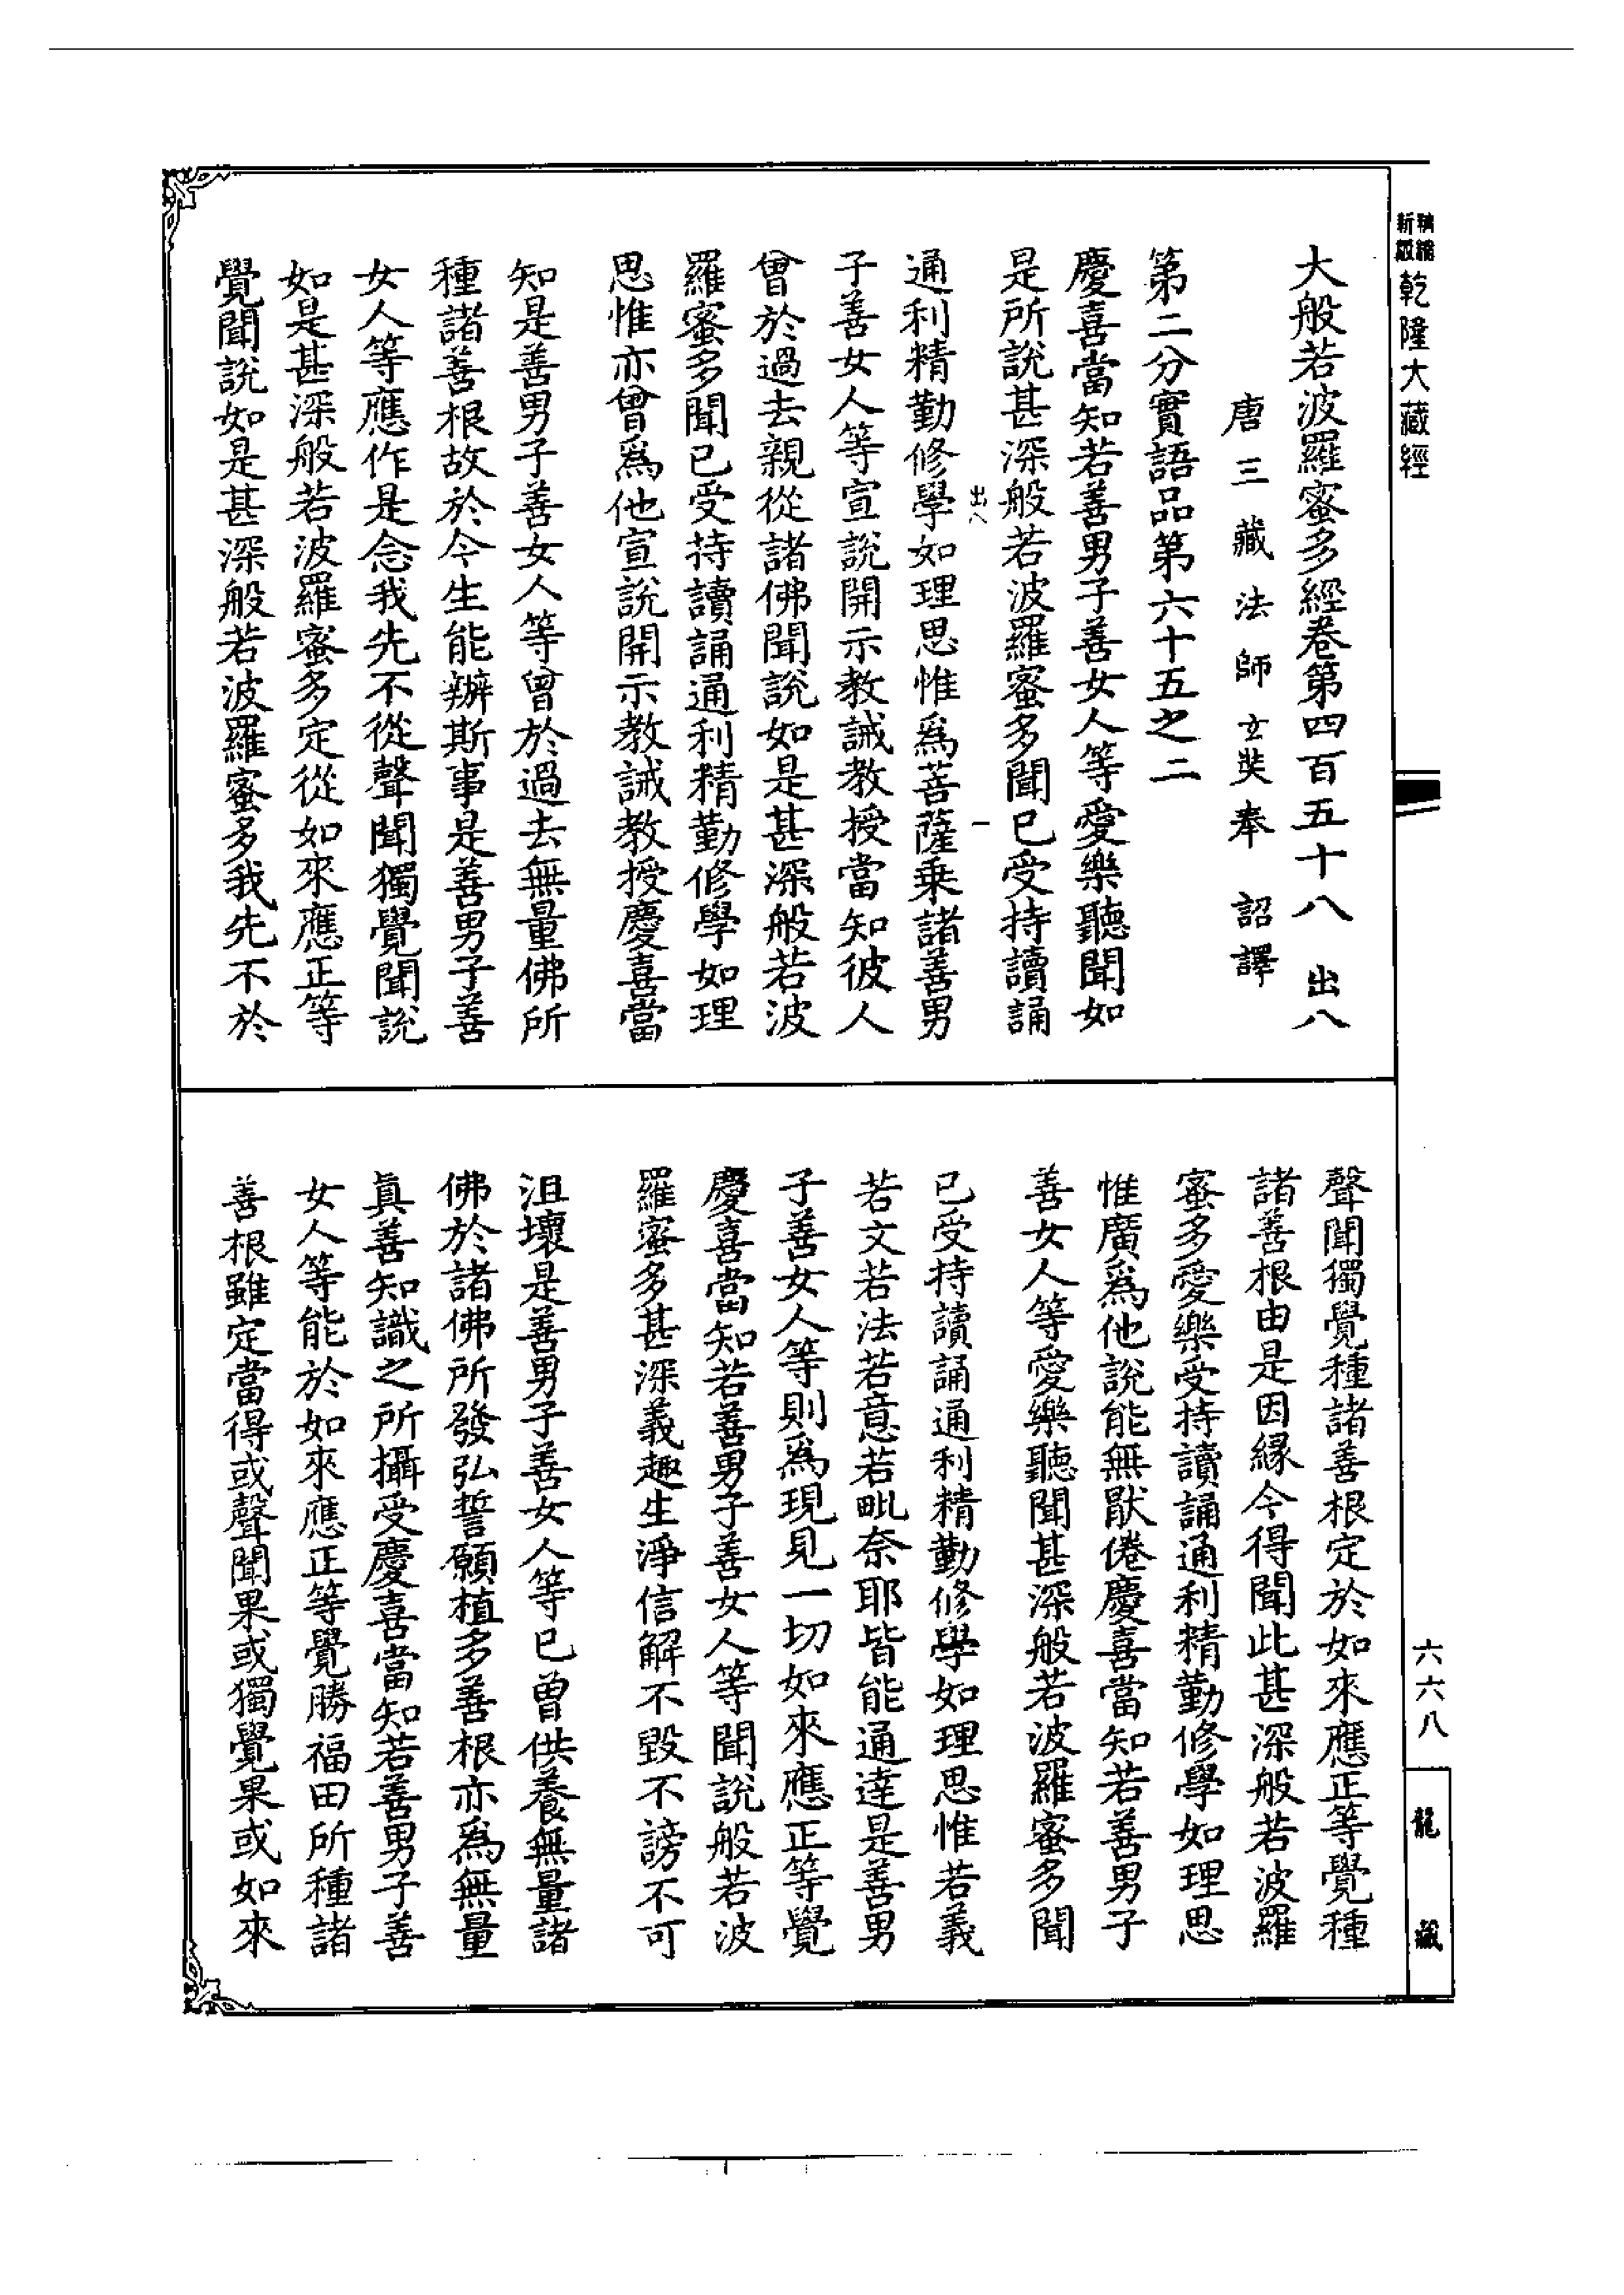 新編縮版乾隆大藏經
大般若波羅蜜多經卷第四百五十八　出八
唐三藏法師玄奘奉　詔譯
第二分實語品第六十五之二
慶喜當知若善男子善女人等愛樂聽聞如
是所說甚深般若波羅蜜多聞已受持讀誦
出八　一
通利精勤修學如理思惟爲菩薩乗諸善男
子善女人等宣說開示教誡教授當知彼人
曾於過去親從諸佛聞說如是甚深般若波
羅蜜多聞已受持讀誦通利精勤修學如理
思惟亦曾爲他宣說開示教誡教授慶喜當
知是善男子善女人等曾於過去無量佛所
種諸善根故於今生能辦斯事是善男子善
女人等應作是念我先不從聲聞獨覺聞說
如是甚深般若波羅蜜多定從如來應正等
覺聞說如是甚深般若波羅蜜多我先不於
聲聞獨覺種諸善根定於如來應正等覺種
諸善根由是因緣今得聞此甚深般若波羅
蜜多愛樂受持讀誦通利精勤修學如理思
惟廣爲他說能無猒倦慶喜當知若善男子
善女人等愛樂聽聞甚深般若波羅蜜多聞
已受持讀誦通利精勤修學如理思惟若義
若文若法若意若毗奈耶皆能通達是善男
子善女人等則爲現見一切如來應正等覺
慶喜當知若善男子善女人等聞說般若波
羅蜜多甚深義趣生淨信解不毀不謗不可
沮壞是善男子善女人等已曾供養無量諸
佛於諸佛所發弘誓願植多善根亦爲無量
真善知識之所攝受慶喜當知若善男子善
女人等能於如來應正等覺勝福田所種諸
善根雖定當得或聲聞果或獨覺果或如來
六六八
龍藏